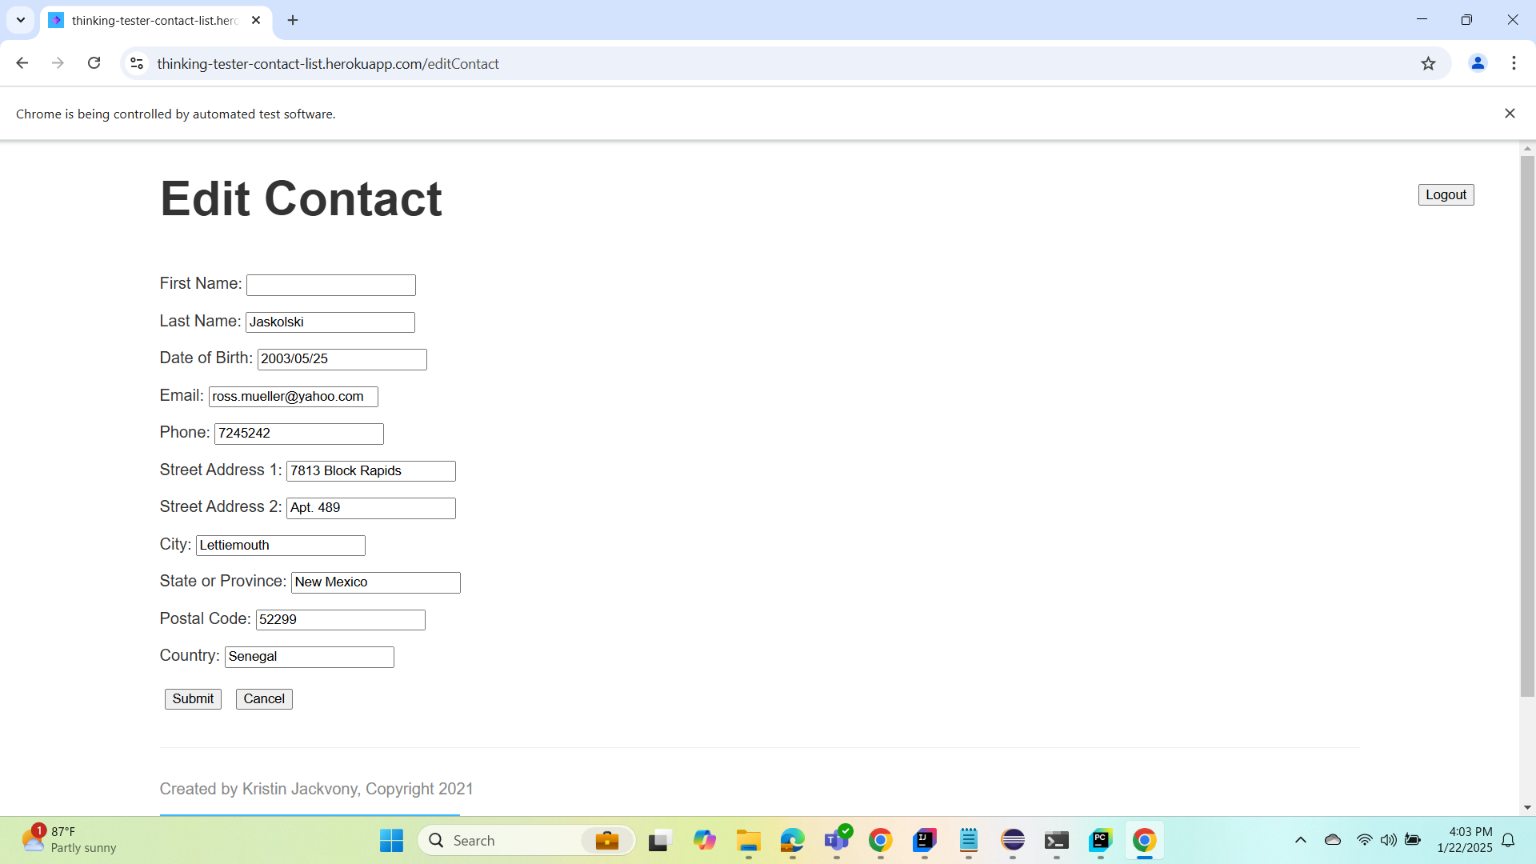 thinking-tester-contact-list.herc
thinking-tester-contact-list.herokuapp.com/editContact
Chrome is being controlled by automated test software.
Edit Contact
Logout
First Name:
Last Name: Jaskolski
Date of Birth: 2003/05/25
Email: ross.mueller@yahoo.com
Phone: 7245242
Street Address 1: 7813 Block Rapids
Street Address 2: Apt. 489
City: Lettiemouth
State or Province: New Mexico
Postal Code: 52299
Country: Senegal
Submit Cancel
Created by Kristin Jackvony, Copyright 2021
1
87°F
Partly sunny
Search
T
IJ
PC
4:03 PM
1/22/2025